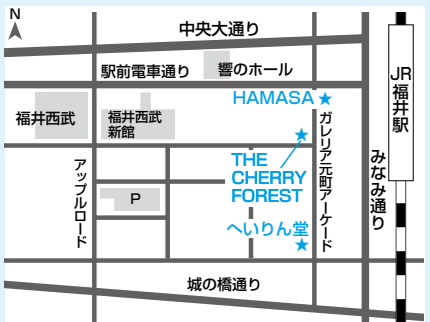 N
中央大通り
駅前電車通り
響のホール
JR福井駅
HAMASA
福井西武
福井西武
新館
ガレリア元町アーケード
THE
CHERRY
FOREST
みなみ通り
アップルロード
P
へいりん堂
城の橋通り